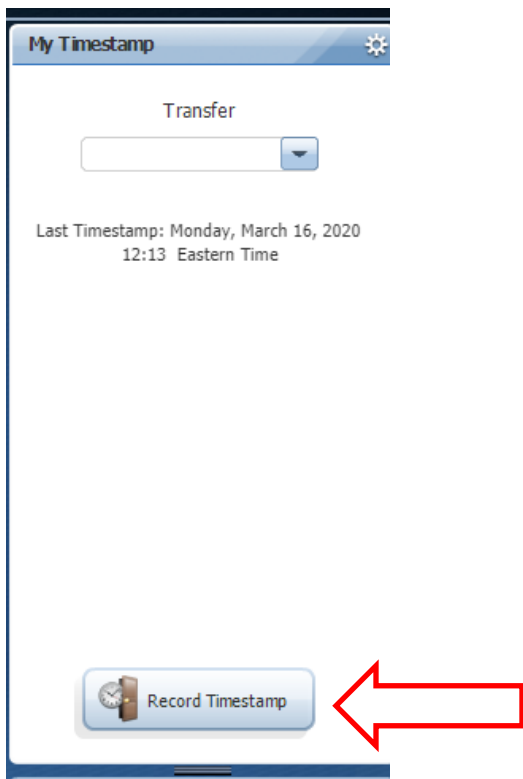 My Timestamp
Transfer
Last Timestamp: Monday, March 16, 2020
12:13 Eastern Time
Record Timestamp